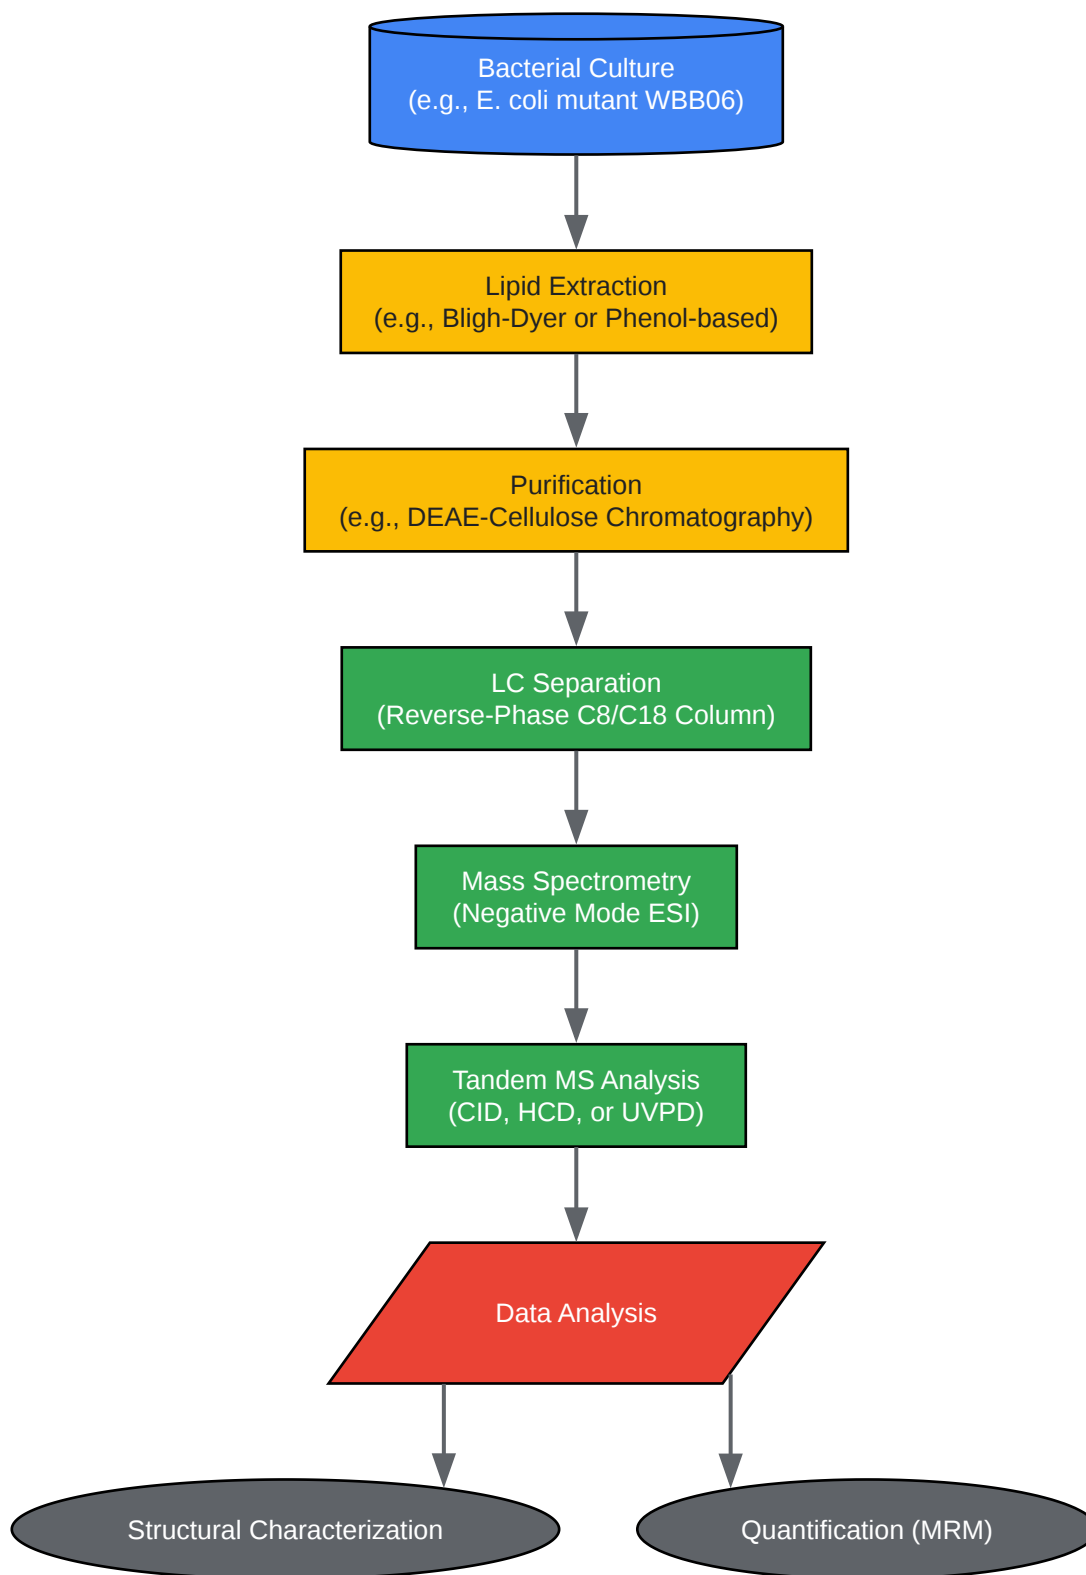 Bacterial Culture
(e.g., E. coli mutant WBB06)
Lipid Extraction
(e.g., Bligh-Dyer or Phenol-based)
Purification
(e.g., DEAE-Cellulose Chromatography)
LC Separation
(Reverse-Phase C8/C18 Column)
Mass Spectrometry
(Negative Mode ESI)
Tandem MS Analysis
(CID, HCD, or UVPD)
Data Analysis
Structural Characterization
Quantification (MRM)